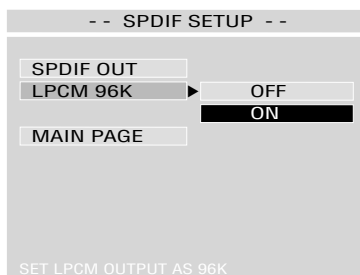 - - SPDIF SETUP - -
SPDIF OUT
LPCM 96K OFF
ON
MAIN PAGE
SET LPCM OUTPUT AS 96K